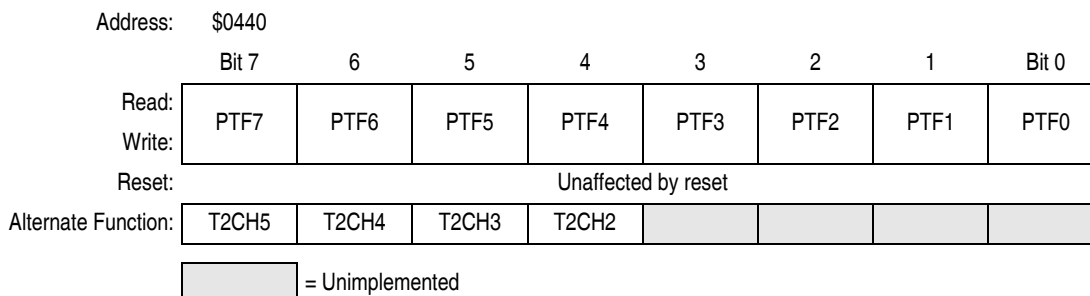 Address: $0440
Bit 7 6 5 4 3 2 1 Bit 0
Read:
PTF7 PTF6 PTF5 PTF4 PTF3 PTF2 PTF1 PTF0
Write:
Reset: Unaffected by reset
Alternate Function: T2CH5 T2CH4 T2CH3 T2CH2
= Unimplemented